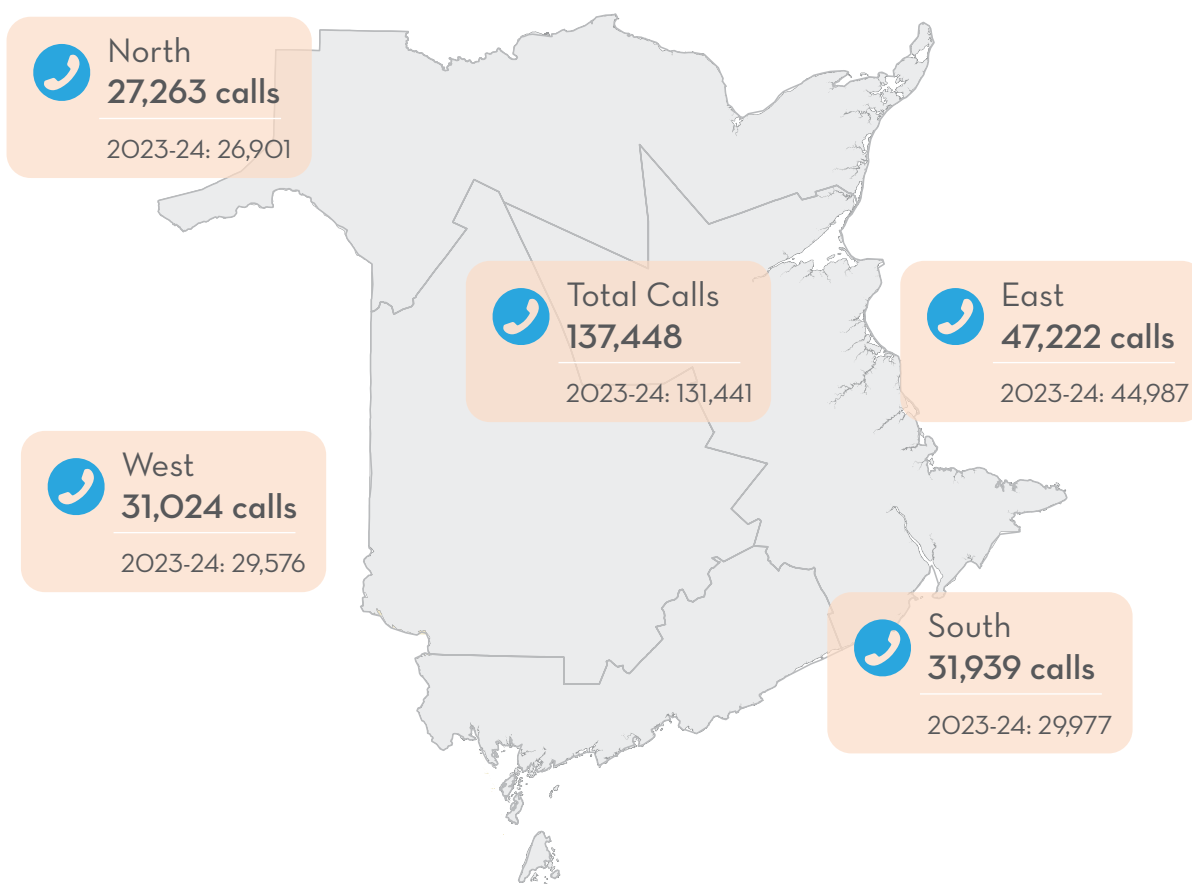 North
27,263 calls
2023-24: 26,901
Total Calls
137,448
2023-24: 131,441
East
47,222 calls
2023-24: 44,987
West
31,024 calls
2023-24: 29,576
South
31,939 calls
2023-24: 29,977